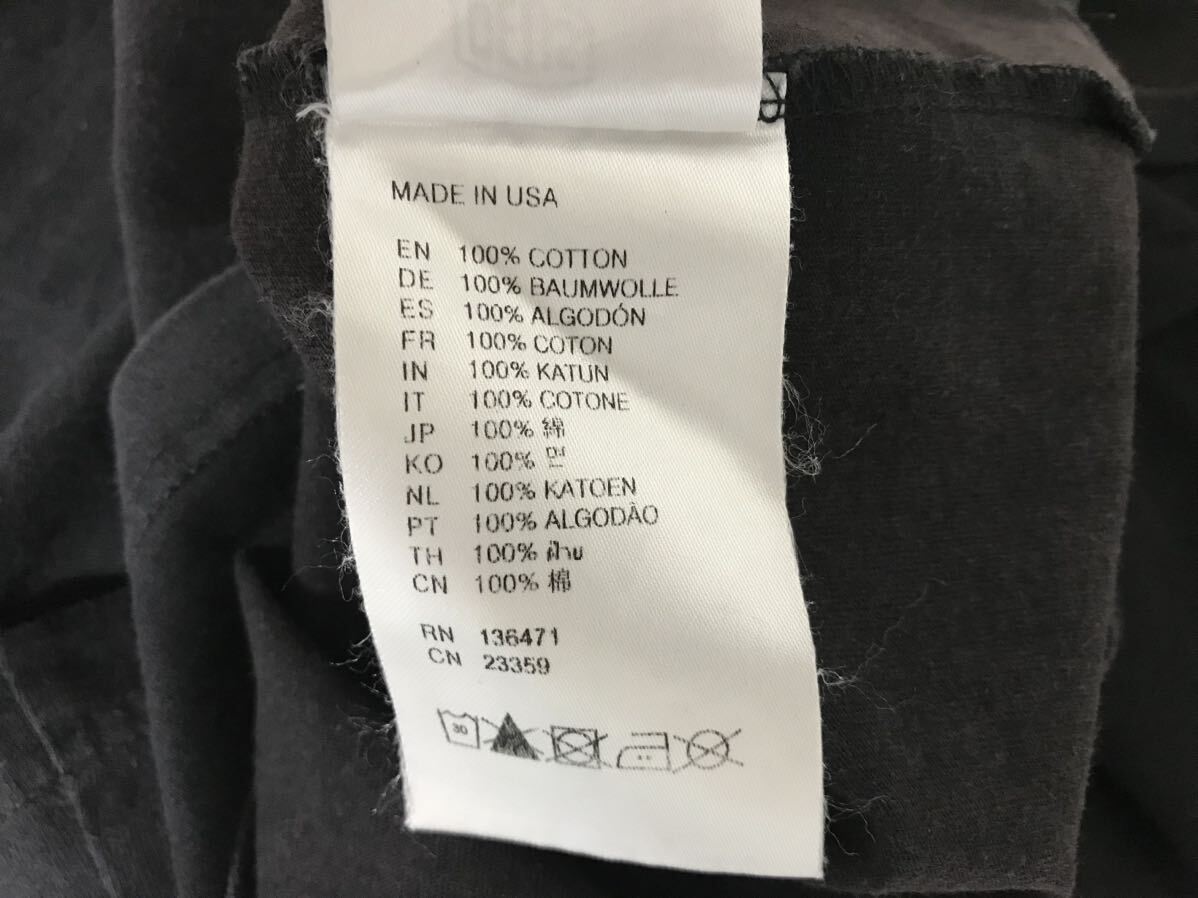 MADE IN USA
EN 100% COTTON
DE 100% BAUMWOLLE
ES 100% ALGODÓN
FR 100% COTON
IN 100% KATUN
IT 100% COTONE
JP 100% 綿
KO 100% 면
NL 100% KATOEN
PT 100% ALGODÃO
TH 100% ฝ้าย
CN 100% 棉
RN 136471
CN 23359
30